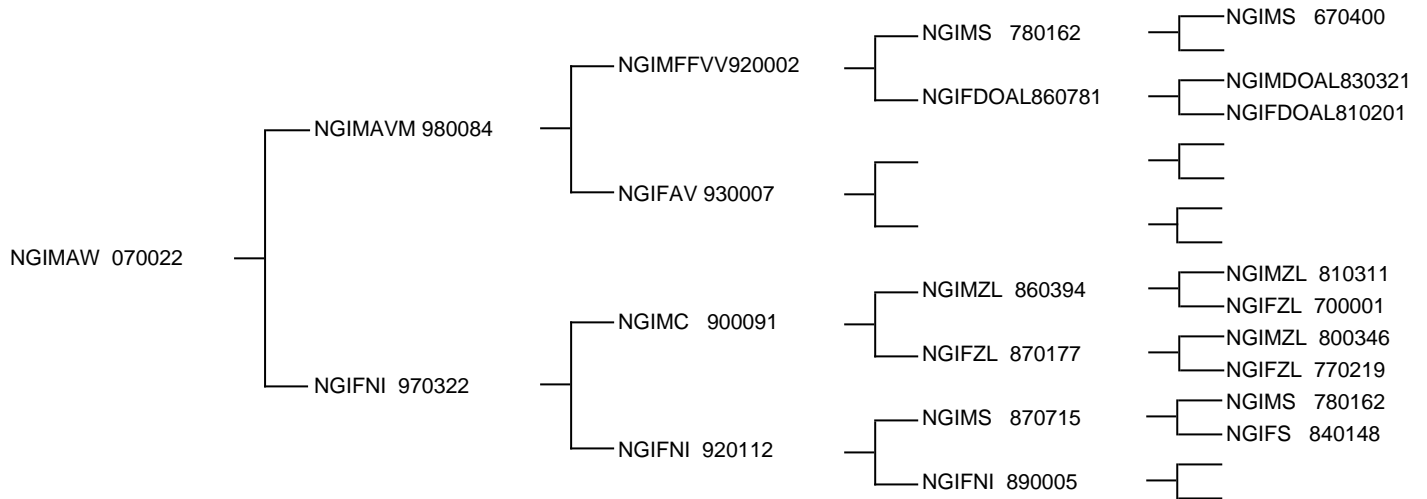 NGIMAW 070022
NGIMAVM 980084
NGIFNI 970322
NGIMFFVV920002
NGIFAV 930007
NGIMC 900091
NGIFNI 920112
NGIMS 780162
NGIFDOAL860781
NGIMZL 860394
NGIFZL 870177
NGIMS 870715
NGIFNI 890005
NGIMS 670400
NGIMDOAL830321
NGIFDOAL810201
NGIMZL 810311
NGIFZL 700001
NGIMZL 800346
NGIFZL 770219
NGIMS 780162
NGIFS 840148